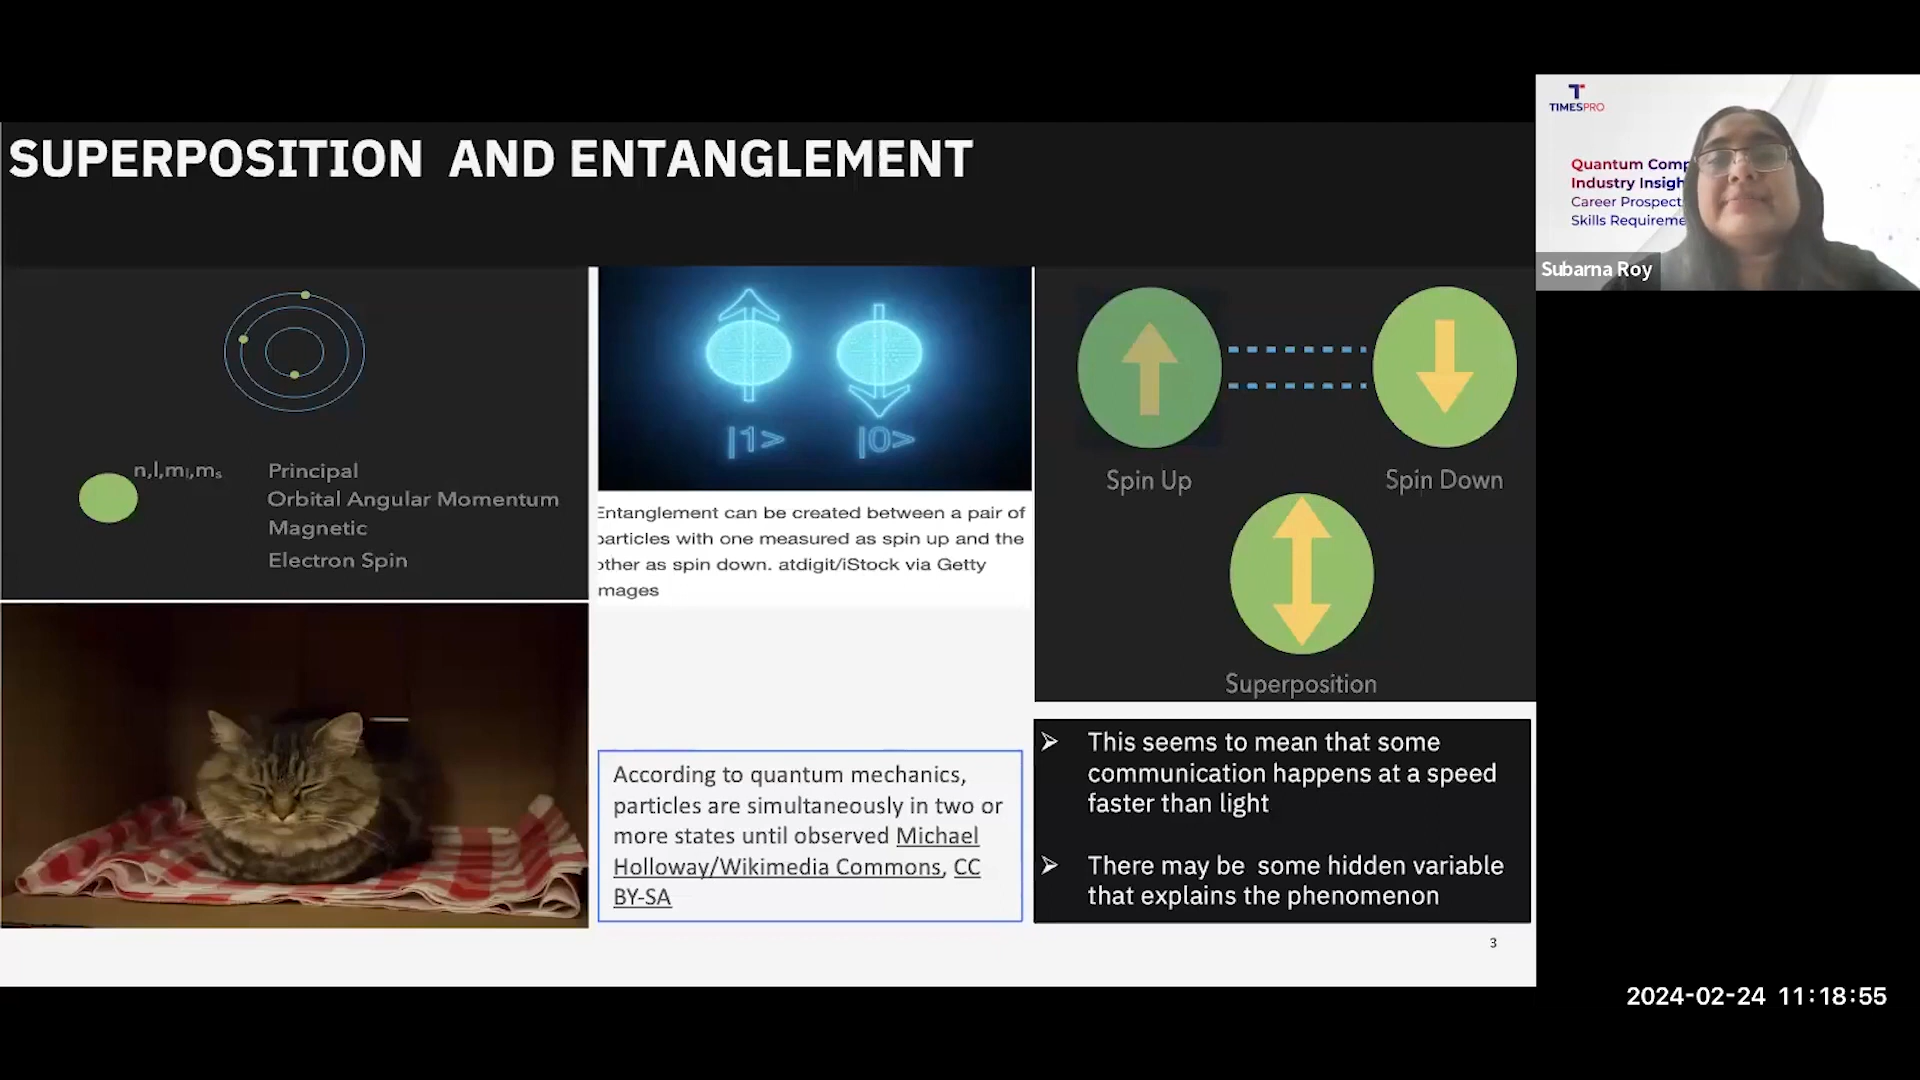 SUPERPOSITION AND ENTANGLEMENT
n,l,mₗ,mₛ
Principal
Orbital Angular Momentum
Magnetic
Electron Spin
|1>
|0>
Entanglement can be created between a pair of
particles with one measured as spin up and the
other as spin down. atdigit/iStock via Getty
mages
According to quantum mechanics,
particles are simultaneously in two or
more states until observed Michael
Holloway/Wikimedia Commons, CC
BY-SA
Spin Up
Spin Down
Superposition
➢ This seems to mean that some
communication happens at a speed
faster than light
➢ There may be some hidden variable
that explains the phenomenon
3
T
TIMESPRO
Quantum Comp
Industry Insigh
Career Prospect
Skills Requireme
Subarna Roy
2024-02-24 11:18:55